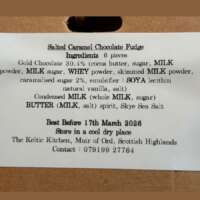 Salted Caramel Chocolate Fudge
Ingredients 6 pieces
Gold Chocolate 30.1% (cocoa butter, sugar, MILK
powder, MILK sugar, WHEY powder, skimmed MILK powder,
caramelised sugar 2%, emulsifier : SOYA lecithin
natural vanilla, salt)
Condensed MILK (whole MILK, sugar)
BUTTER (MILK, salt) spirit, Skye Sea Salt
Best Before 17th March 2026
Store in a cool dry place
The Keltic Kitchen, Muir of Ord, Scottish Highlands
Contact : 079199 27764